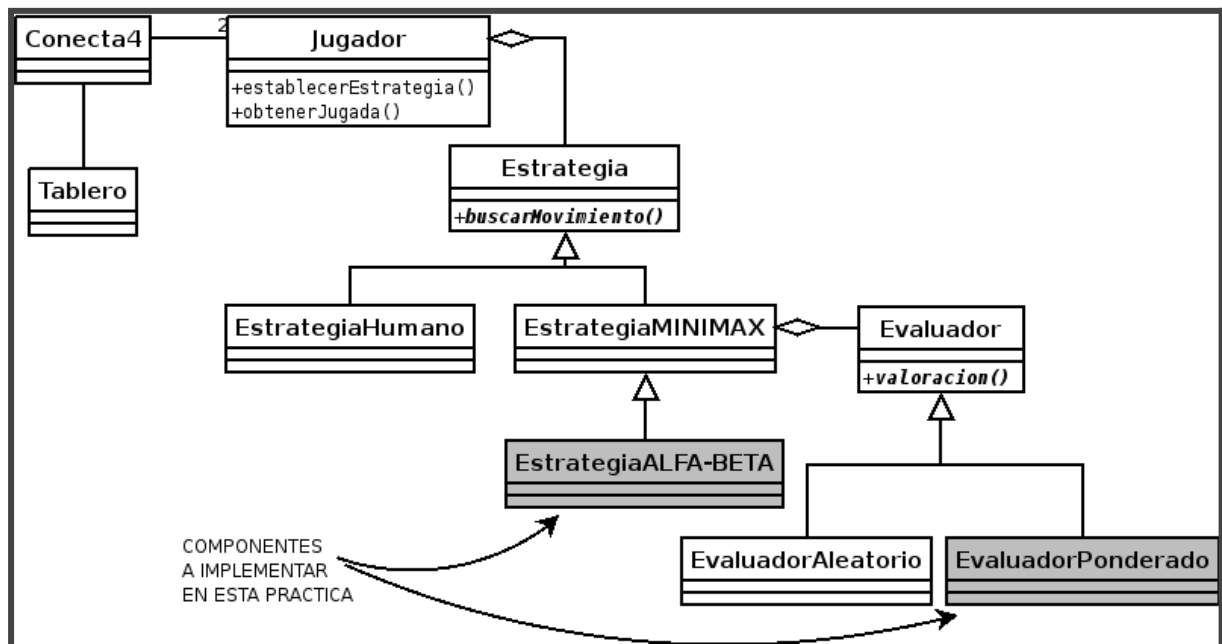 Conecta4
2
Jugador
+establecerEstrategia()
+obtenerJugada()
Tablero
Estrategia
+buscarMovimiento()
EstrategiaHumano
EstrategiaMINIMAX
Evaluador
+valoracion()
EstrategiaALFA-BETA
COMPONENTES
A IMPLEMENTAR
EN ESTA PRACTICA
EvaluadorAleatorio
EvaluadorPonderado